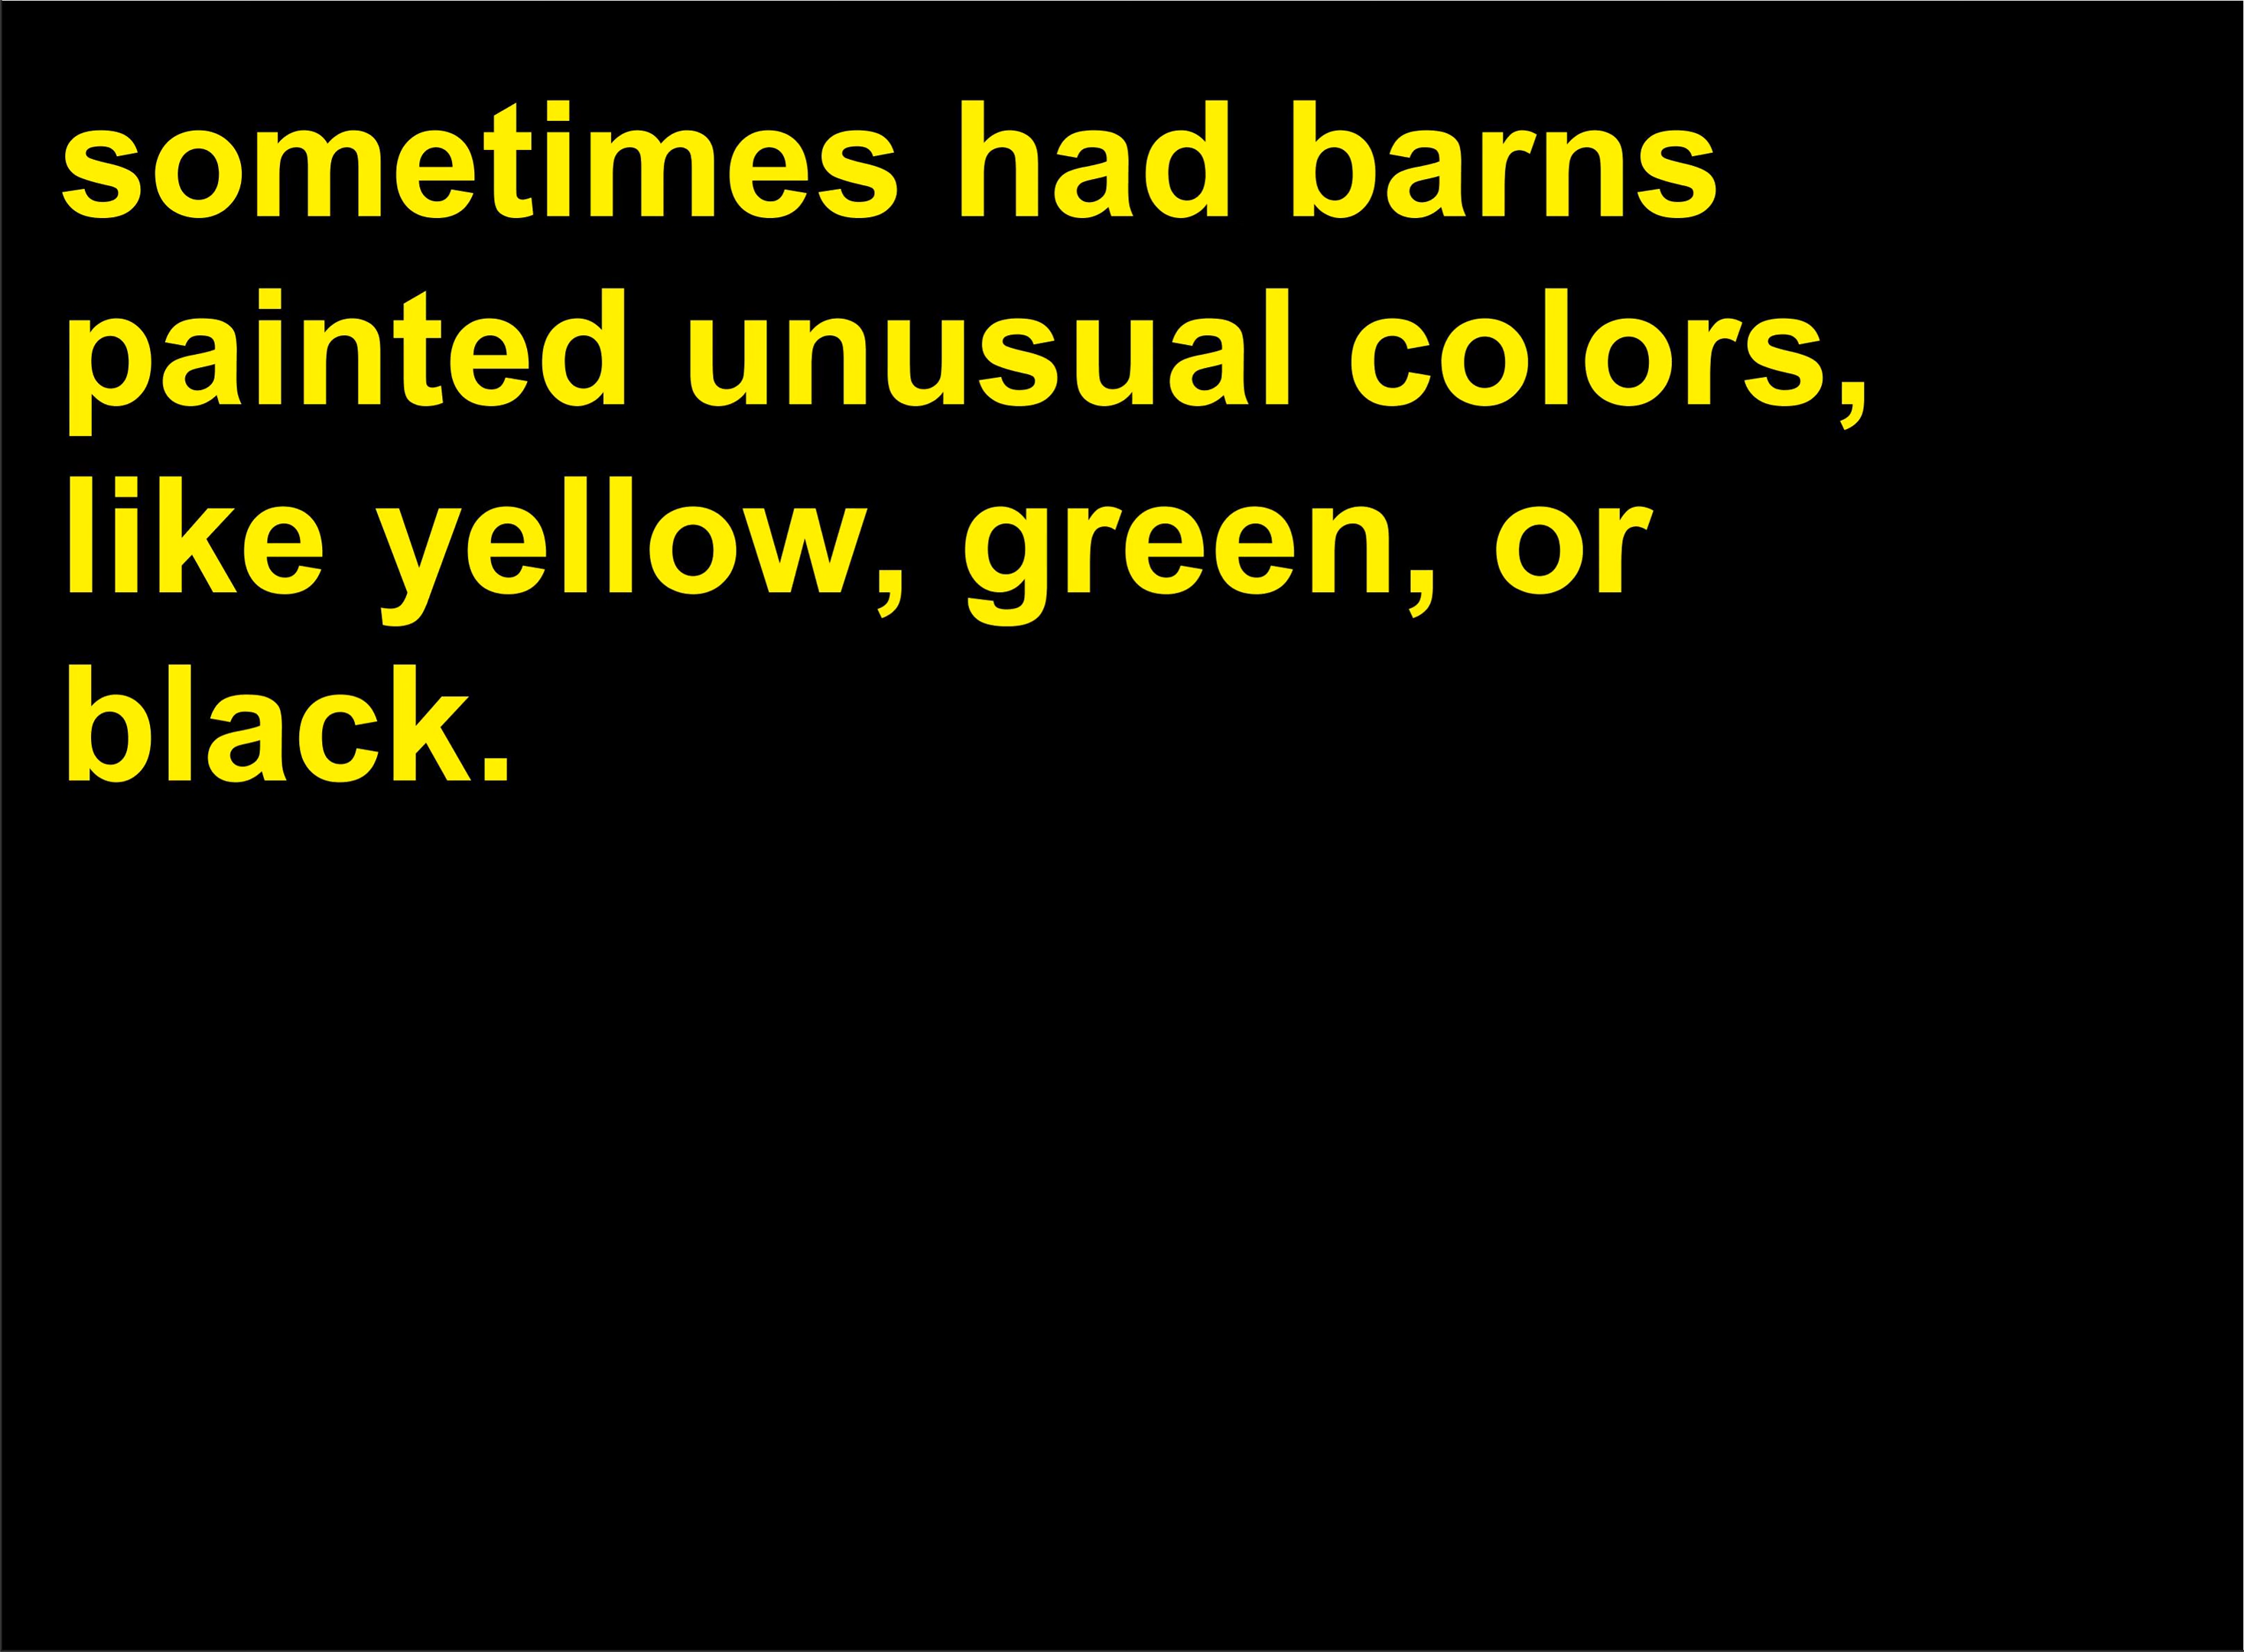 sometimes had barns
painted unusual colors,
like yellow, green, or
black.